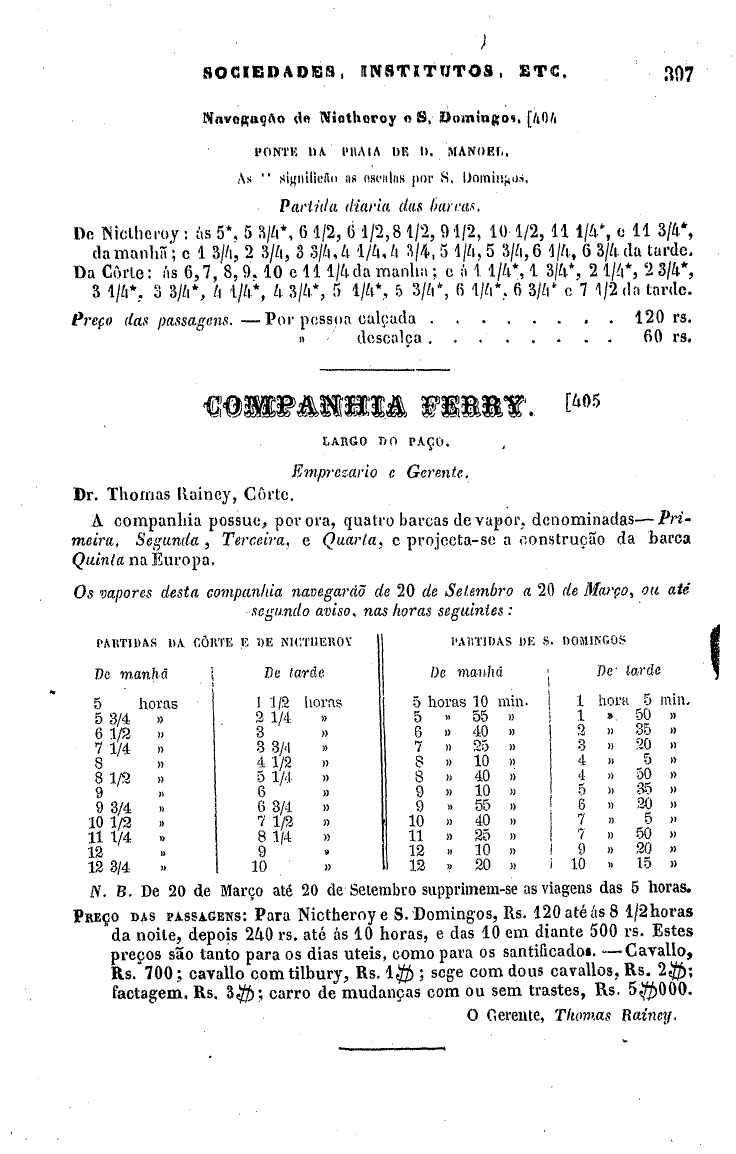 SOCIEDADES, INSTITUTOS, ETC. 397
Navegação de Nictheroy e S. Domingos. [404
PONTE DA PRAIA DE D. MANOEL.
As " significão as escalas por S. Domingos.
Partida diaria das barcas.
De Nictheroy: ás 5*, 5 3/4*, 6 1/2, 6 1/2, 8 1/2, 9 1/2, 10 1/2, 11 1/4*, e 11 3/4*,
da manhã; e 1 3/4, 2 3/4, 3 3/4, 4 1/4, 4 3/4, 5 1/4, 5 3/4, 6 1/4, 6 3/4 da tarde.
Da Côrte: ás 6, 7, 8, 9, 10 e 11 1/4 da manhã; e á 1 1/4*, 1 3/4*, 2 1/4*, 2 3/4*,
3 1/4*, 3 3/4*, 4 1/4*, 4 3/4*, 5 1/4*, 5 3/4*, 6 1/4*, 6 3/4* e 7 1/2 da tarde.
Preço das passagens. — Por pessoa calçada . . . . . . . 120 rs.
» descalça . . . . . . . . 60 rs.
COMPANHIA FERRY. [405
LARGO DO PAÇO.
Emprezario e Gerente.
Dr. Thomas Rainey, Côrte.
A companhia possue, por ora, quatro barcas de vapor, denominadas— Pri-
meira, Segunda, Terceira, e Quarta, e projecta-se a construção da barca
Quinta na Europa.
Os vapores desta companhia navegaráõ de 20 de Setembro a 20 de Março, ou até
segundo aviso, nas horas seguintes:
PARTIDAS DA CÔRTE E DE NICTHEROY PARTIDAS DE S. DOMINGOS
De manhã De tarde De manhã De tarde
5 horas 1 1/2 horas 5 horas 10 min. 1 hora 5 min.
5 3/4 » 2 1/4 » 5 » 55 » 1 » 50 »
6 1/2 » 3 » 6 » 40 » 2 » 35 »
7 1/4 » 3 3/4 » 7 » 25 » 3 » 20 »
8 » 4 1/2 » 8 » 10 » 4 » 5 »
8 1/2 » 5 1/4 » 8 » 40 » 4 » 50 »
9 » 6 » 9 » 10 » 5 » 35 »
9 3/4 » 6 3/4 » 9 » 55 » 6 » 20 »
10 1/2 » 7 1/2 » 10 » 40 » 7 » 5 »
11 1/4 » 8 1/4 » 11 » 25 » 7 » 50 »
12 » 9 » 12 » 10 » 9 » 20 »
12 3/4 » 10 » 12 » 20 » 10 » 15 »
N. B. De 20 de Março até 20 de Setembro supprimem-se as viagens das 5 horas.
PREÇO DAS PASSAGENS: Para Nictheroy e S. Domingos, Rs. 120 até ás 8 1/2 horas
da noite, depois 240 rs. até ás 10 horas, e das 10 em diante 500 rs. Estes
preços são tanto para os dias uteis, como para os santificados. — Cavallo,
Rs. 700; cavallo com tilbury, Rs. 1$; sege com dous cavallos, Rs. 2$;
factagem, Rs. 3$; carro de mudanças com ou sem trastes, Rs. 5$000.
O Gerente, Thomas Rainey.